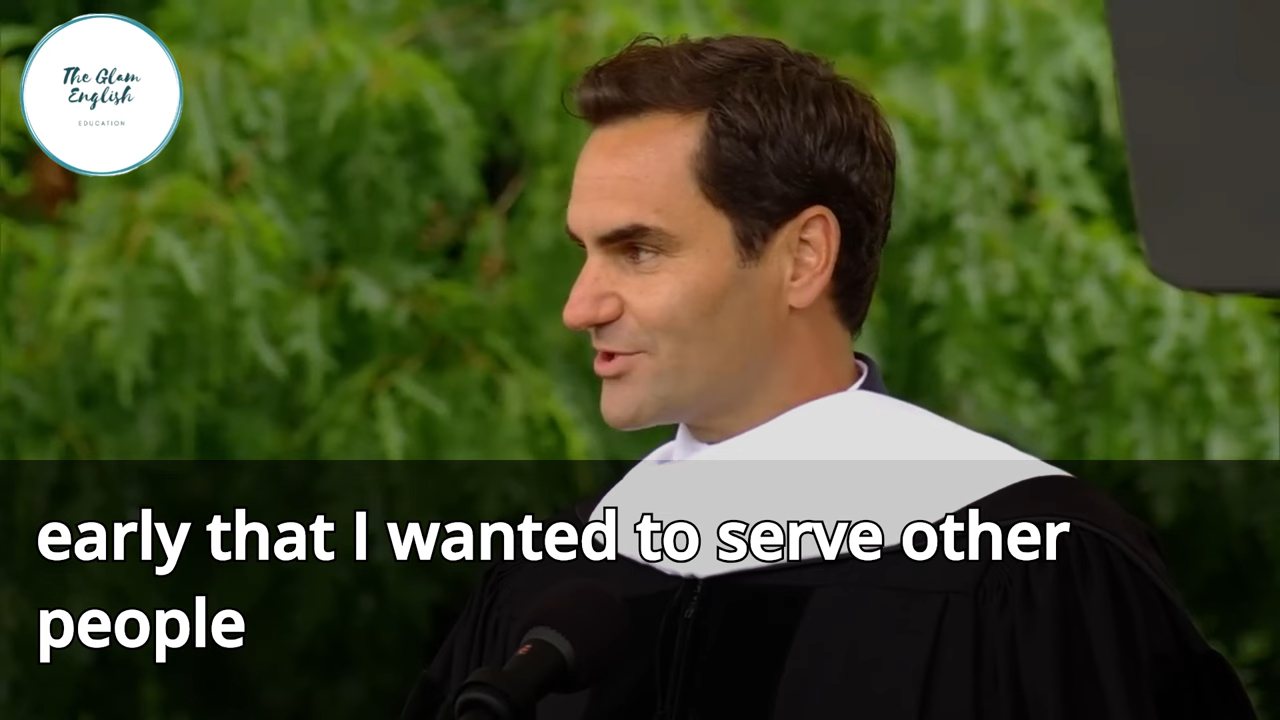 The Glam
English
EDUCATION
early that I wanted to serve other
people